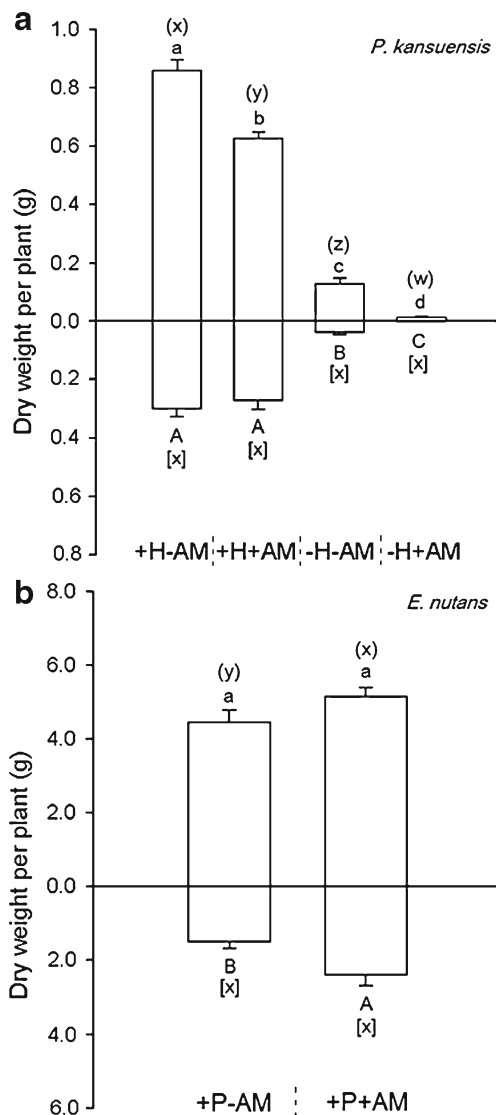 a
P. kansuensis
Dry weight per plant (g)
1.0
0.8
0.6
0.4
0.2
0.0
0.2
0.4
0.6
0.8
(x)
a
(y)
b
(z)
c
(w)
d
A
[x]
A
[x]
B
[x]
C
[x]
+H-AM +H+AM -H-AM -H+AM
b
E. nutans
Dry weight per plant (g)
8.0
6.0
4.0
2.0
0.0
2.0
4.0
6.0
(y)
a
(x)
a
B
[x]
A
[x]
+P-AM +P+AM